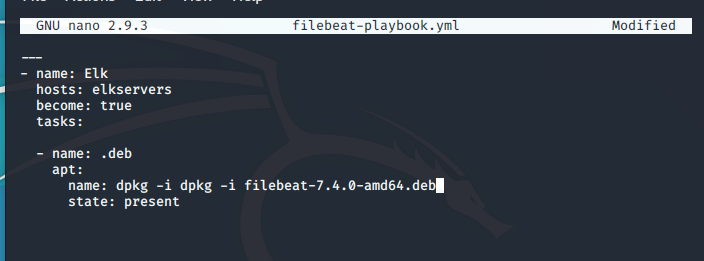 GNU nano 2.9.3 filebeat-playbook.yml Modified
---
- name: Elk
hosts: elkservers
become: true
tasks:
- name: .deb
apt:
name: dpkg -i dpkg -i filebeat-7.4.0-amd64.deb
state: present